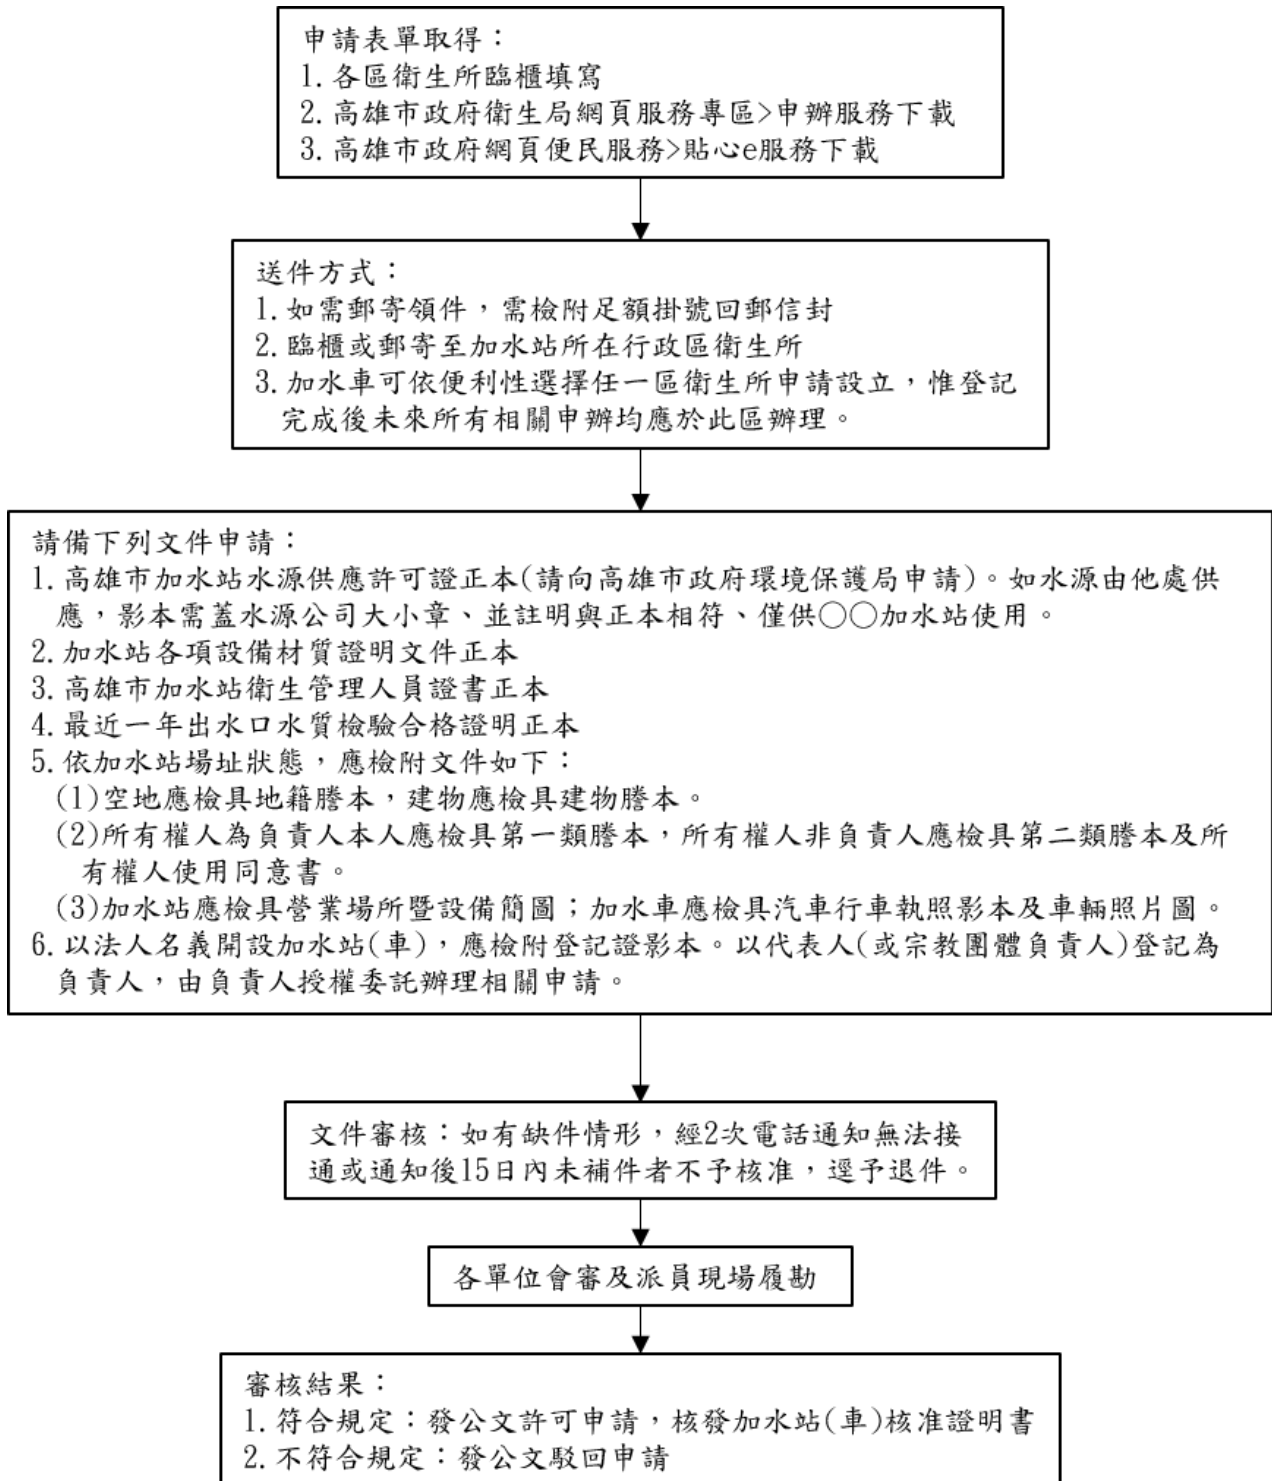 申請表單取得：
1.各區衛生所臨櫃填寫
2.高雄市政府衛生局網頁服務專區>申辦服務下載
3.高雄市政府網頁便民服務>貼心e服務下載
送件方式：
1.如需郵寄領件，需檢附足額掛號回郵信封
2.臨櫃或郵寄至加水站所在行政區衛生所
3.加水車可依便利性選擇任一區衛生所申請設立，惟登記
完成後未來所有相關申辦均應於此區辦理。
請備下列文件申請：
1.高雄市加水站水源供應許可證正本(請向高雄市政府環境保護局申請)。如水源由他處供
應，影本需蓋水源公司大小章、並註明與正本相符、僅供○○加水站使用。
2.加水站各項設備材質證明文件正本
3.高雄市加水站衛生管理人員證書正本
4.最近一年出水口水質檢驗合格證明正本
5.依加水站場址狀態，應檢附文件如下：
(1)空地應檢具地籍謄本，建物應檢具建物謄本。
(2)所有權人為負責人本人應檢具第一類謄本，所有權人非負責人應檢具第二類謄本及所
有權人使用同意書。
(3)加水站應檢具營業場所暨設備簡圖；加水車應檢具汽車行車執照影本及車輛照片圖。
6.以法人名義開設加水站(車)，應檢附登記證影本。以代表人(或宗教團體負責人)登記為
負責人，由負責人授權委託辦理相關申請。
文件審核：如有缺件情形，經2次電話通知無法接
通或通知後15日內未補件者不予核准，逕予退件。
各單位會審及派員現場履勘
審核結果：
1.符合規定：發公文許可申請，核發加水站(車)核准證明書
2.不符合規定：發公文駁回申請